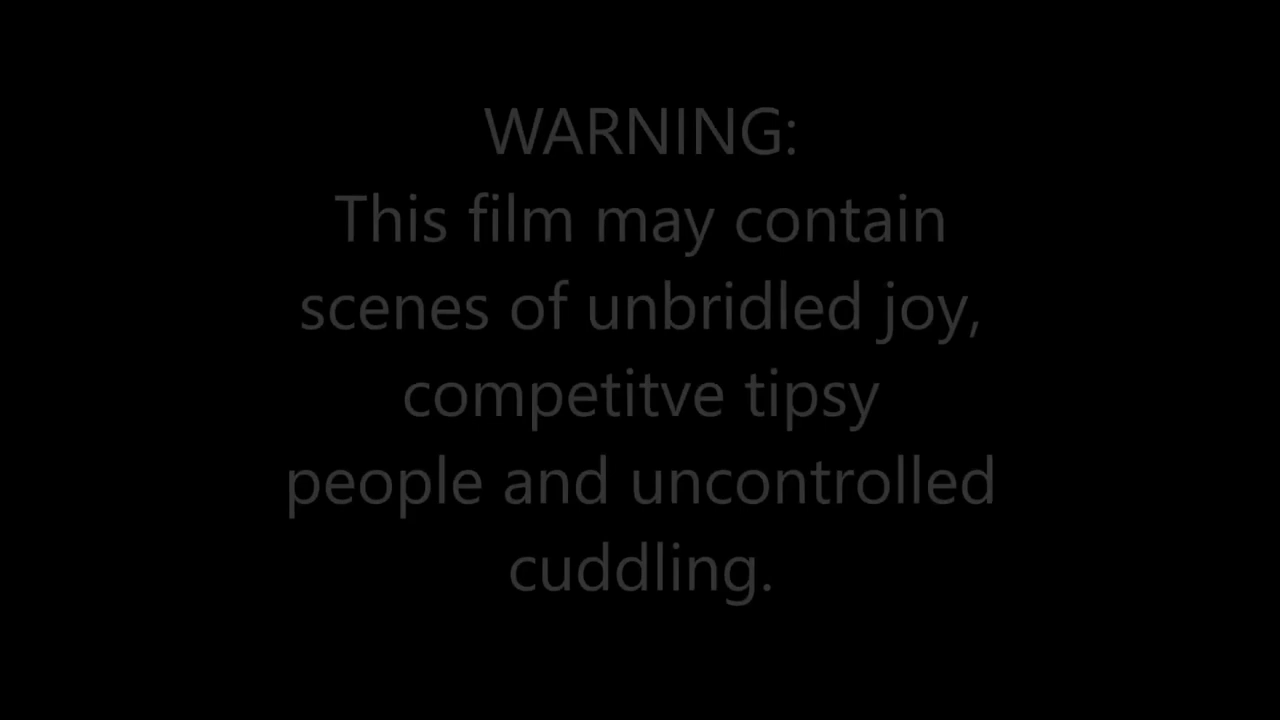 WARNING:
This film may contain
scenes of unbridled joy,
competitve tipsy
people and uncontrolled
cuddling.